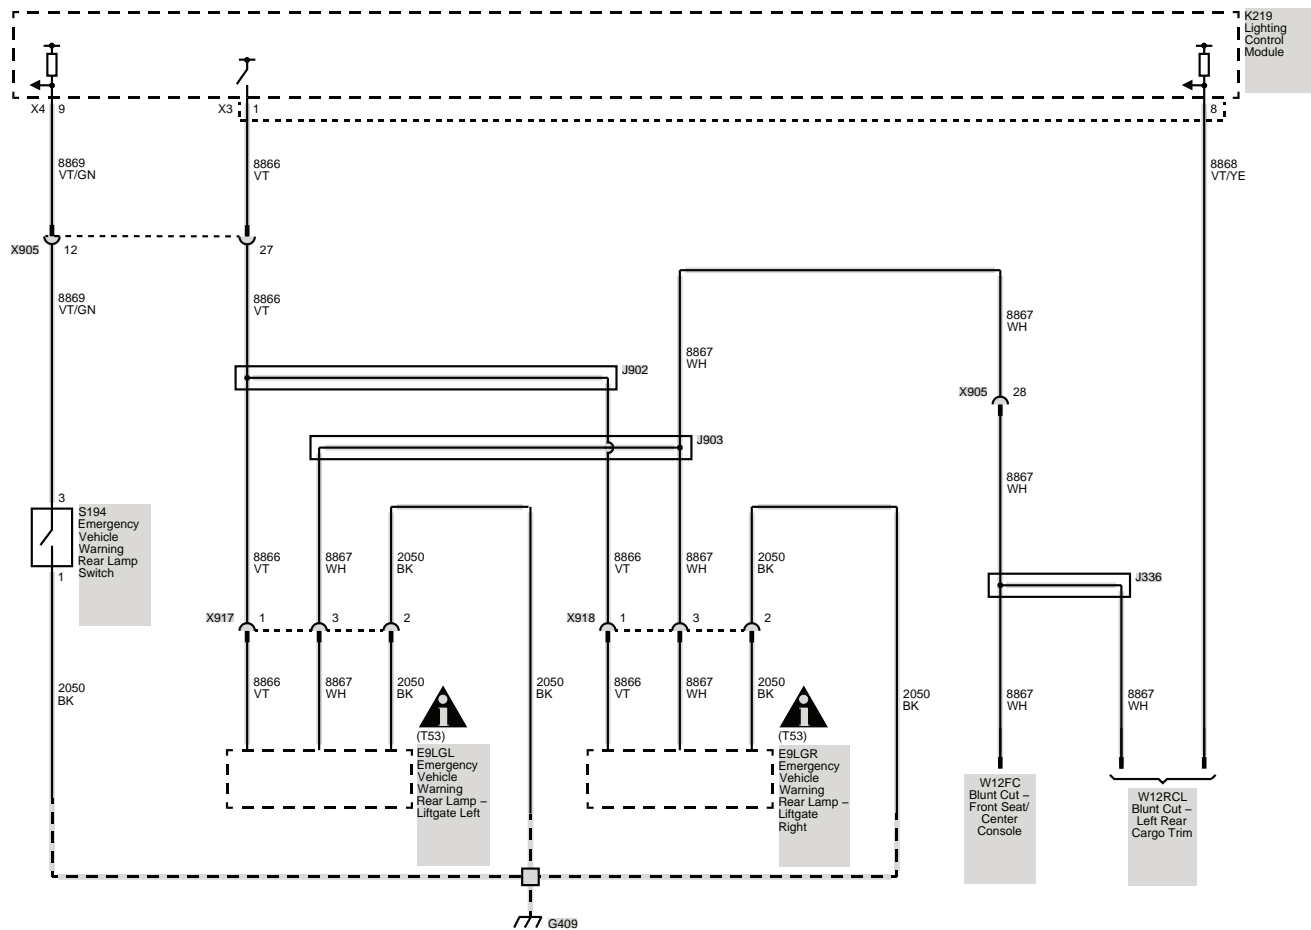 K219
Lighting
Control
Module
X4 9
X3 1
8
8869
VT/GN
8866
VT
8868
VT/YE
X905 12
27
8869
VT/GN
8866
VT
8867
WH
8867
WH
J902
X905 28
J903
8867
WH
3
S194
Emergency
Vehicle
Warning
Rear Lamp
Switch
1
8866
VT
8867
WH
2050
BK
8866
VT
8867
WH
2050
BK
J336
X917 1 3 2
X918 1 3 2
2050
BK
8866
VT
8867
WH
2050
BK
2050
BK
8866
VT
8867
WH
2050
BK
2050
BK
8867
WH
8867
WH
(T53)
E9LGL
Emergency
Vehicle
Warning
Rear Lamp –
Liftgate Left
(T53)
E9LGR
Emergency
Vehicle
Warning
Rear Lamp –
Liftgate
Right
W12FC
Blunt Cut –
Front Seat/
Center
Console
W12RCL
Blunt Cut –
Left Rear
Cargo Trim
G409